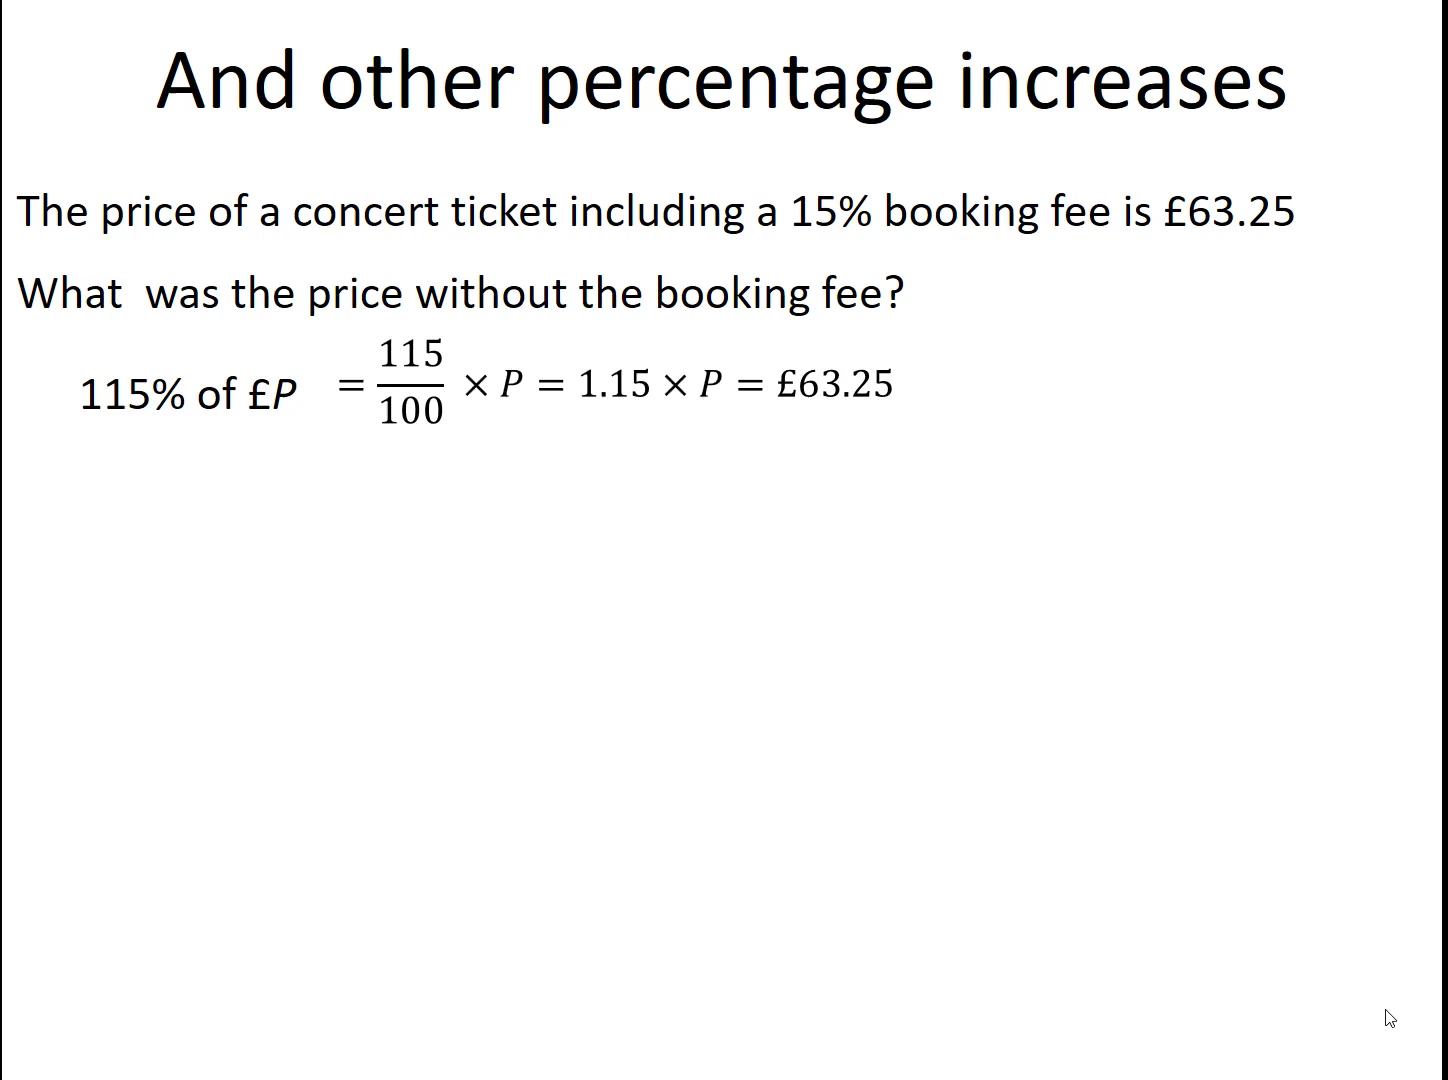 And other percentage increases
The price of a concert ticket including a 15% booking fee is £63.25
What was the price without the booking fee?
115% of £P = 115/100 × P = 1.15 × P = £63.25